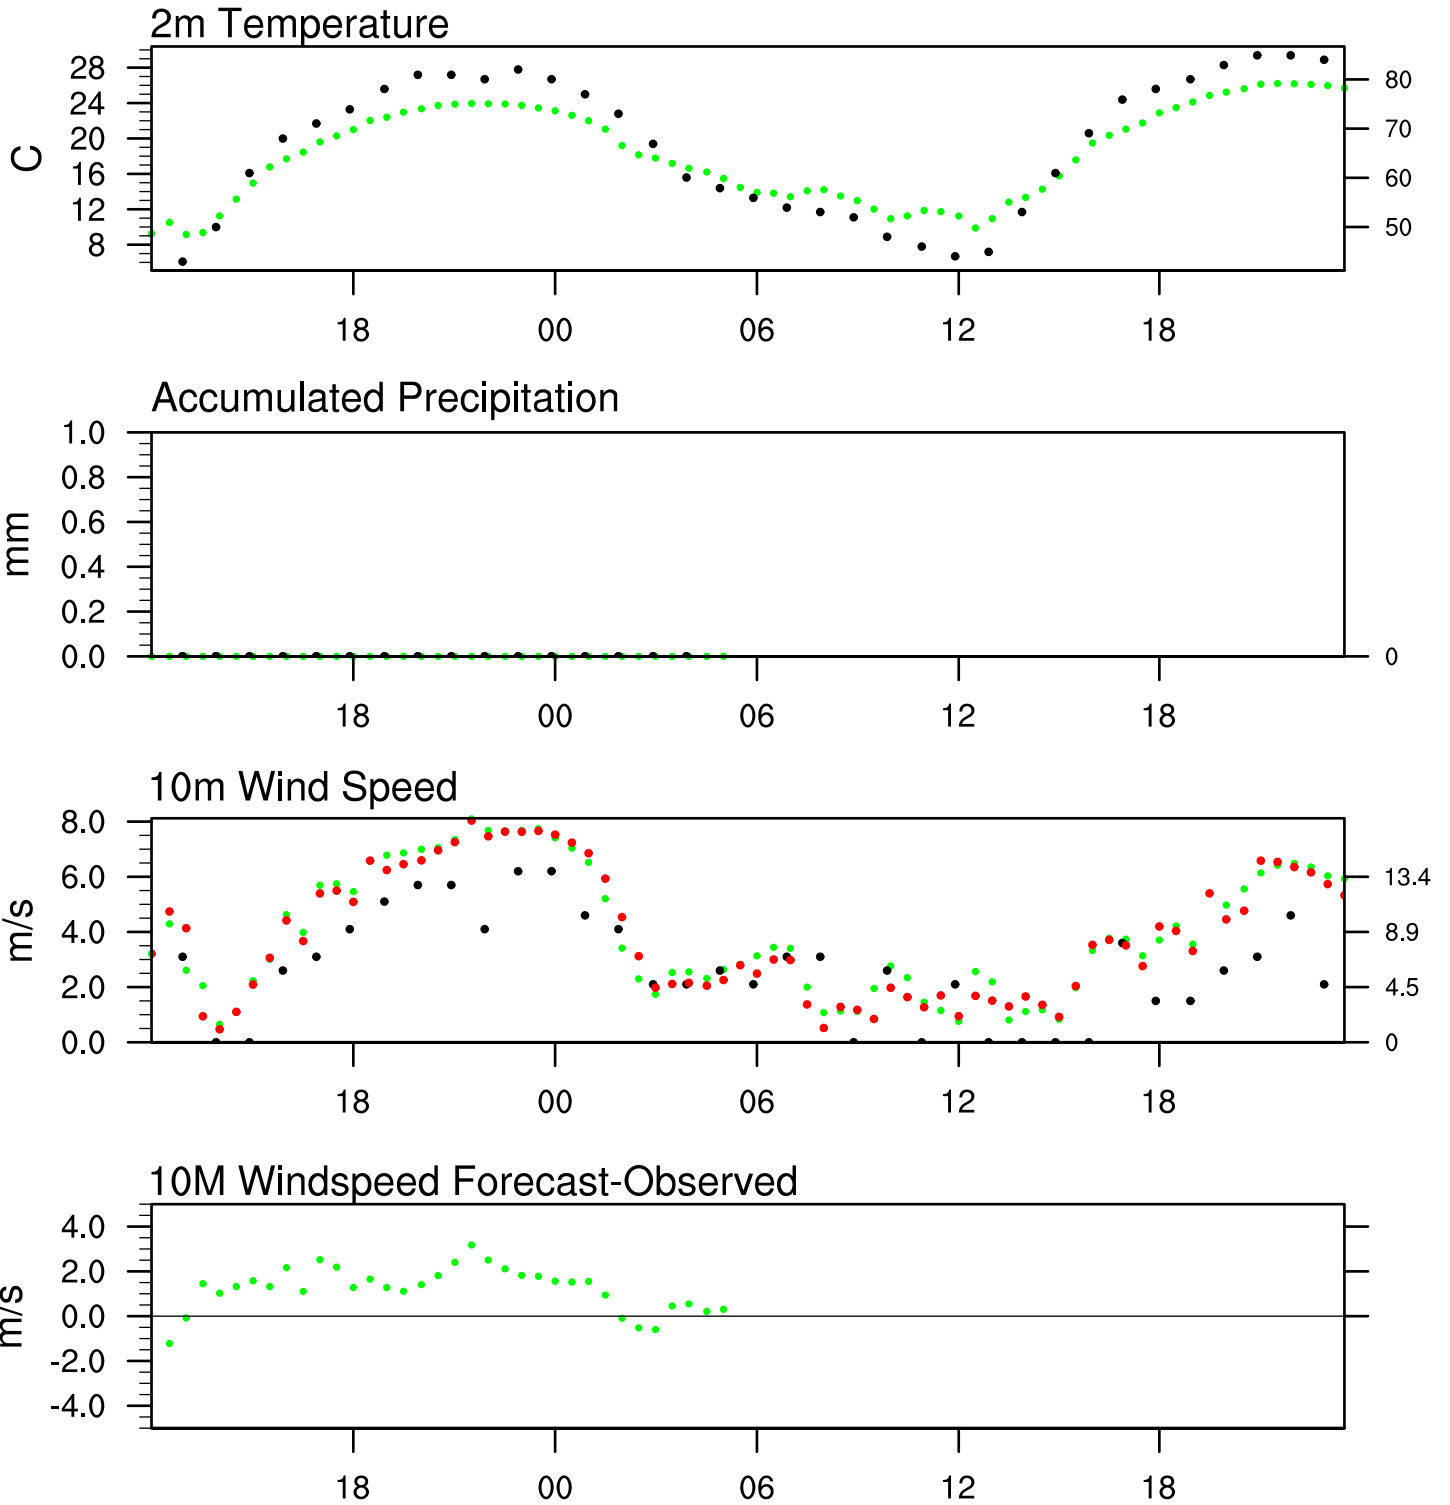 2m Temperature
28
24
20
16
12
8
C
80
70
60
50
18 00 06 12 18
Accumulated Precipitation
1.0
0.8
0.6
0.4
0.2
0.0
mm
0
18 00 06 12 18
10m Wind Speed
8.0
6.0
4.0
2.0
0.0
m/s
13.4
8.9
4.5
0
18 00 06 12 18
10M Windspeed Forecast-Observed
4.0
2.0
0.0
-2.0
-4.0
m/s
18 00 06 12 18